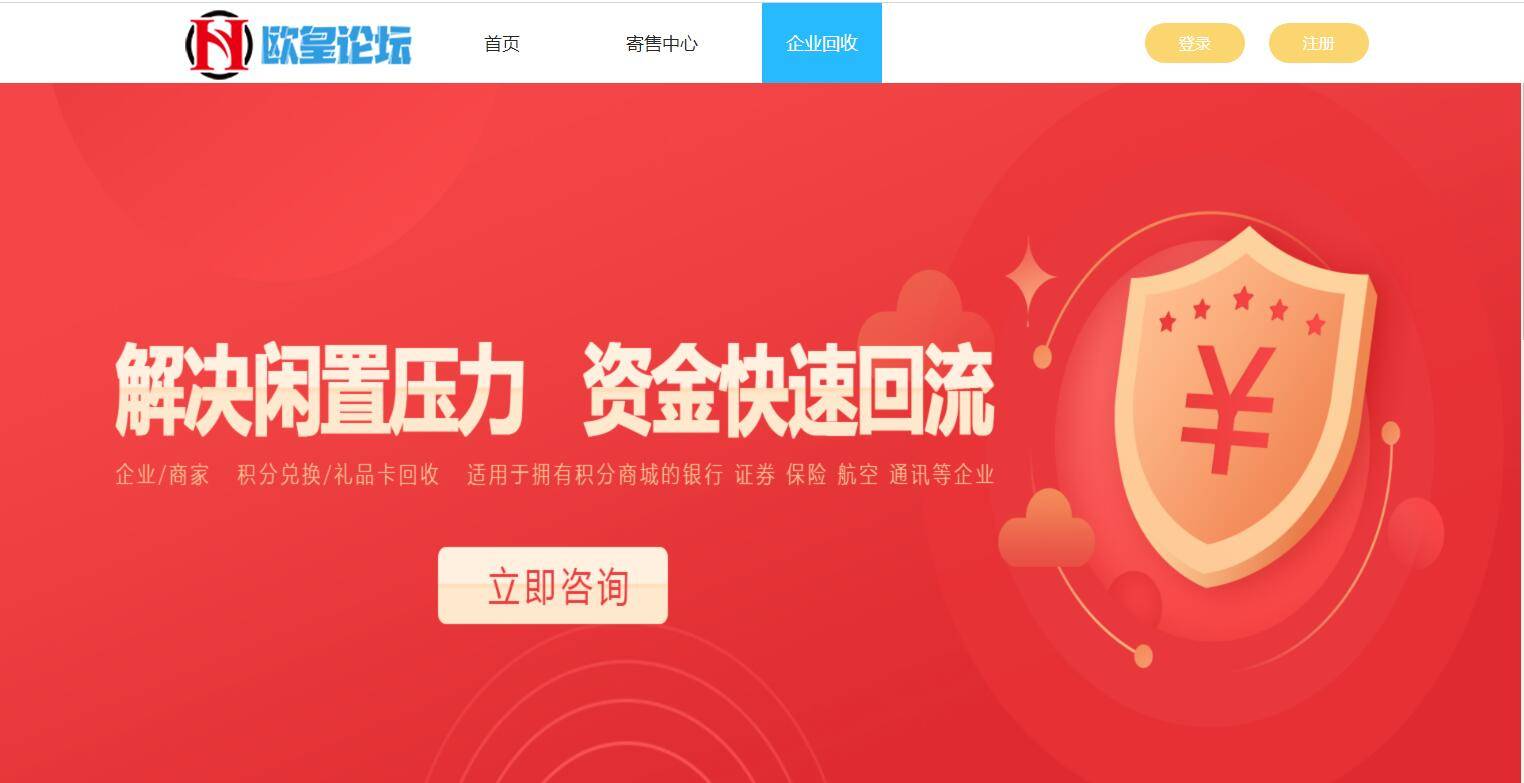 欧皇论坛 首页 寄售中心 企业回收 登录 注册
解决闲置压力 资金快速回流
企业/商家 积分兑换/礼品卡回收 适用于拥有积分商城的银行 证券 保险 航空 通讯等企业
¥
立即咨询